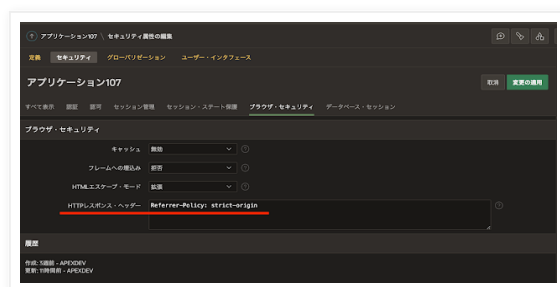 アプリケーション107 \ セキュリティ属性の編集
定義 セキュリティ グローバリゼーション ユーザー・インタフェース
アプリケーション107
取消 変更の適用
すべて表示 認証 認可 セッション管理 セッション・ステート保護 ブラウザ・セキュリティ データベース・セッション
ブラウザ・セキュリティ
キャッシュ 無効
フレームへの埋込み 拒否
HTMLエスケープ・モード 拡張
HTTPレスポンス・ヘッダー Referrer-Policy: strict-origin
履歴
作成: 5週前 - APEXDEV
更新: 11時間前 - APEXDEV